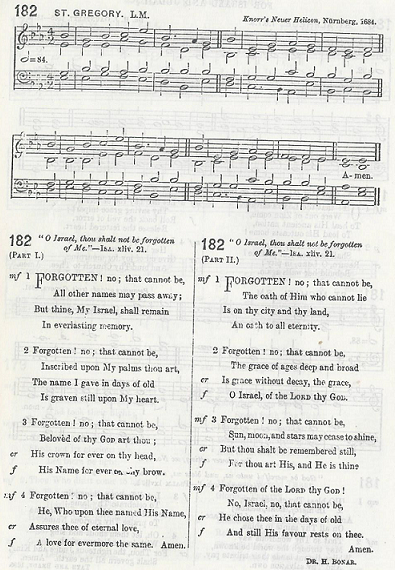 182 ST. GREGORY. L.M.
Knorr's Neuer Helicon, Nürnberg, 1684.
=84.
A-men.
182 "O Israel, thou shalt not be forgotten
of Me."—ISA. xliv. 21.
(PART I.)
mf 1 FORGOTTEN! no; that cannot be,
All other names may pass away;
But thine, My Israel, shall remain
In everlasting memory.
2 Forgotten! no; that cannot be,
Inscribed upon My palms thou art,
The name I gave in days of old
Is graven still upon My heart.
3 Forgotten! no; that cannot be,
Belovèd of thy GOD art thou;
cr His crown for ever on thy head,
f His Name for ever on thy brow.
mf 4 Forgotten! no; that cannot be,
He, Who upon thee named His Name,
cr Assures thee of eternal love,
f A love for evermore the same. Amen.
182 "O Israel, thou shalt not be forgotten
of Me."—ISA. xliv. 21.
(PART II.)
mf 1 FORGOTTEN! no; that cannot be,
The oath of Him who cannot lie
Is on thy city and thy land,
An oath to all eternity.
2 Forgotten! no; that cannot be,
The grace of ages deep and broad
cr Is grace without decay, the grace,
f O Israel, of the LORD thy GOD.
mf 3 Forgotten! no; that cannot be,
Sun, moon, and stars may cease to shine,
cr But thou shalt be remembered still,
f For thou art His, and He is thine
mf 4 Forgotten of the LORD thy GOD!
No, Israel, no, that cannot be,
cr He chose thee in the days of old
f And still His favour rests on thee.
Amen.
DR. H. BONAR.